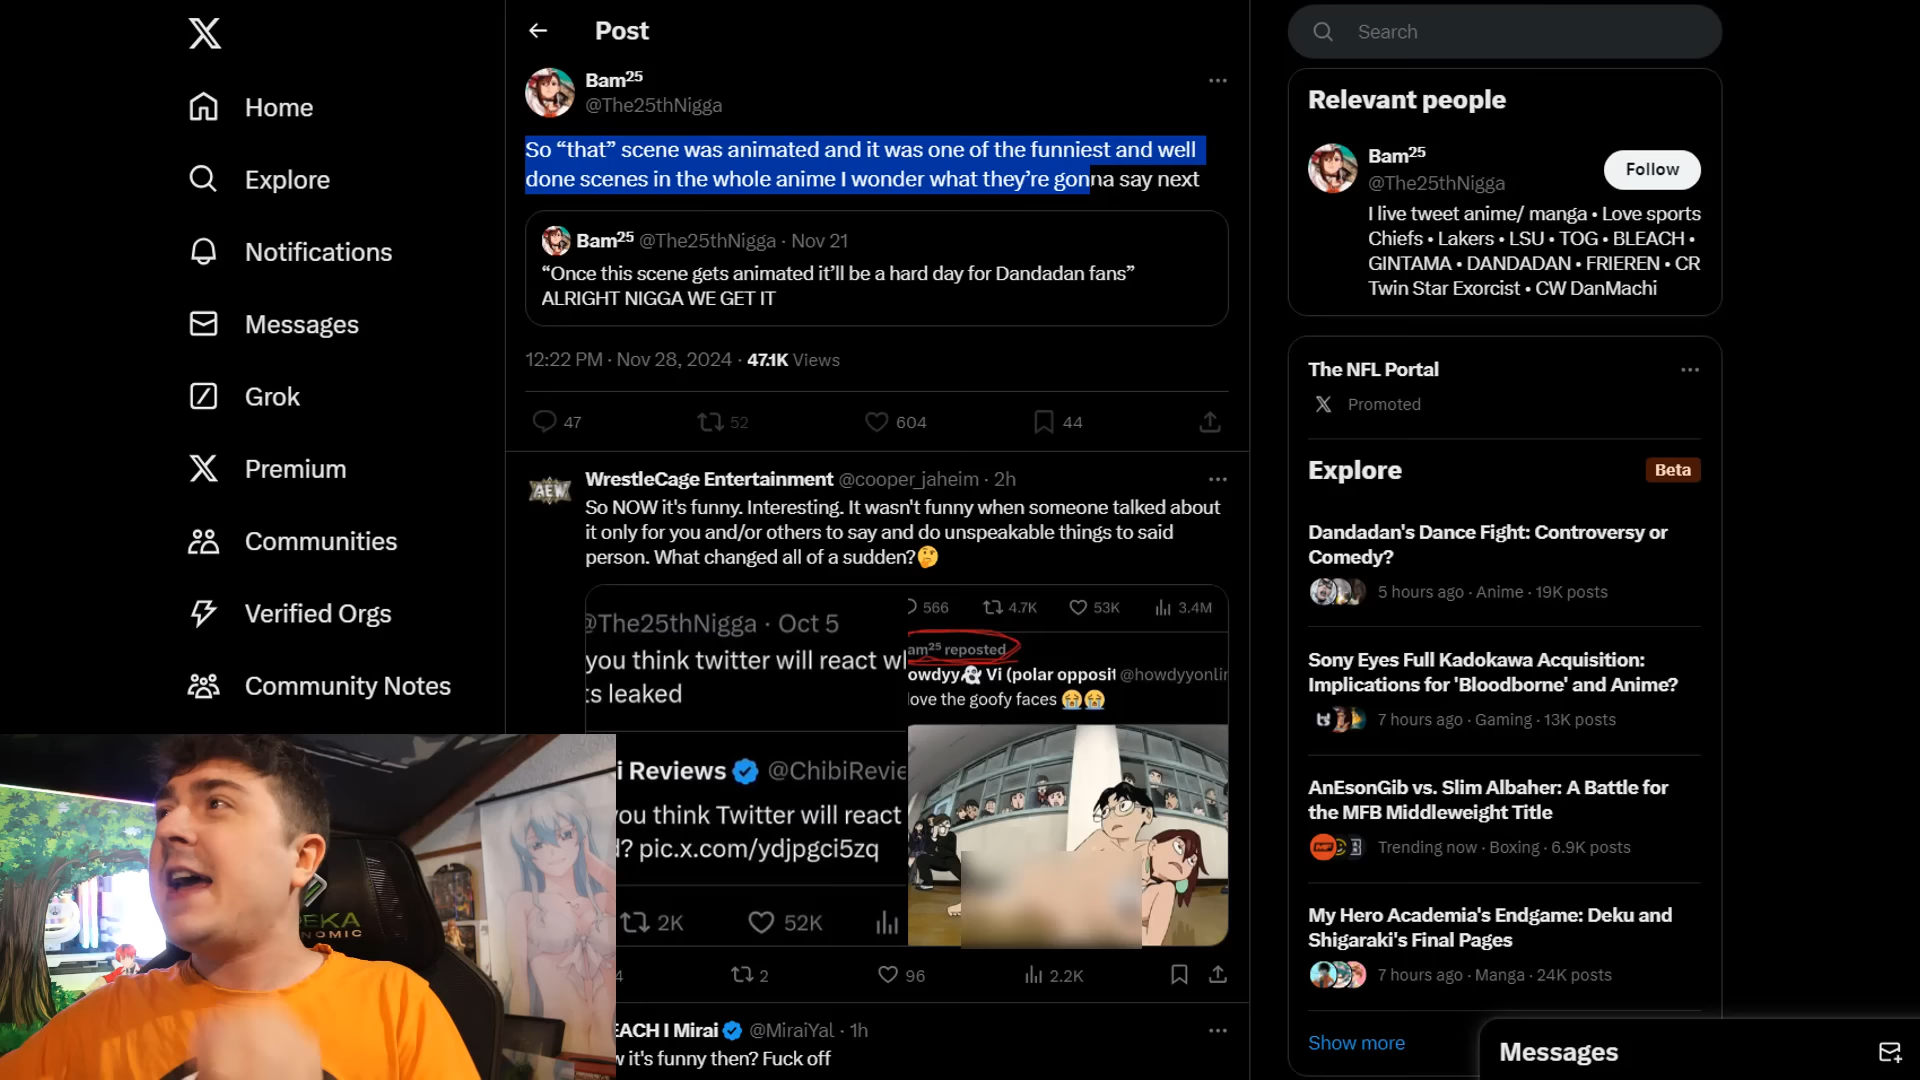 Home
Explore
Notifications
Messages
Grok
Premium
Communities
Verified Orgs
Community Notes
Post
Bam²⁵
@The25thNigga
So “that” scene was animated and it was one of the funniest and well
done scenes in the whole anime I wonder what they’re gonna say next
Bam²⁵ @The25thNigga · Nov 21
“Once this scene gets animated it’ll be a hard day for Dandadan fans”
ALRIGHT NIGGA WE GET IT
12:22 PM · Nov 28, 2024 · 47.1K Views
47 52 604 44
AEW
WrestleCage Entertainment @cooper_jaheim · 2h
So NOW it's funny. Interesting. It wasn't funny when someone talked about
it only for you and/or others to say and do unspeakable things to said
person. What changed all of a sudden?🤔
@The25thNigga · Oct 5
you think twitter will react
s leaked
i Reviews @ChibiRevie
you think Twitter will react
? pic.x.com/ydjpgci5zq
2K 52K
566 4.7K 53K 3.4M
am²⁵ reposted
owdyy👻 Vi (polar opposit @howdyyonlin
love the goofy faces 😭😭
4 2 96 2.2K
EACH I Mirai @MiraiYal · 1h
w it's funny then? Fuck off
EKA
NOMIC
Search
Relevant people
Bam²⁵
@The25thNigga
Follow
I live tweet anime/ manga • Love sports
Chiefs • Lakers • LSU • TOG • BLEACH •
GINTAMA • DANDADAN • FRIEREN • CR
Twin Star Exorcist • CW DanMachi
The NFL Portal
Promoted
Explore
Beta
Dandadan's Dance Fight: Controversy or
Comedy?
5 hours ago · Anime · 19K posts
Sony Eyes Full Kadokawa Acquisition:
Implications for 'Bloodborne' and Anime?
7 hours ago · Gaming · 13K posts
AnEsonGib vs. Slim Albaher: A Battle for
the MFB Middleweight Title
Trending now · Boxing · 6.9K posts
My Hero Academia's Endgame: Deku and
Shigaraki's Final Pages
7 hours ago · Manga · 24K posts
Show more
Messages